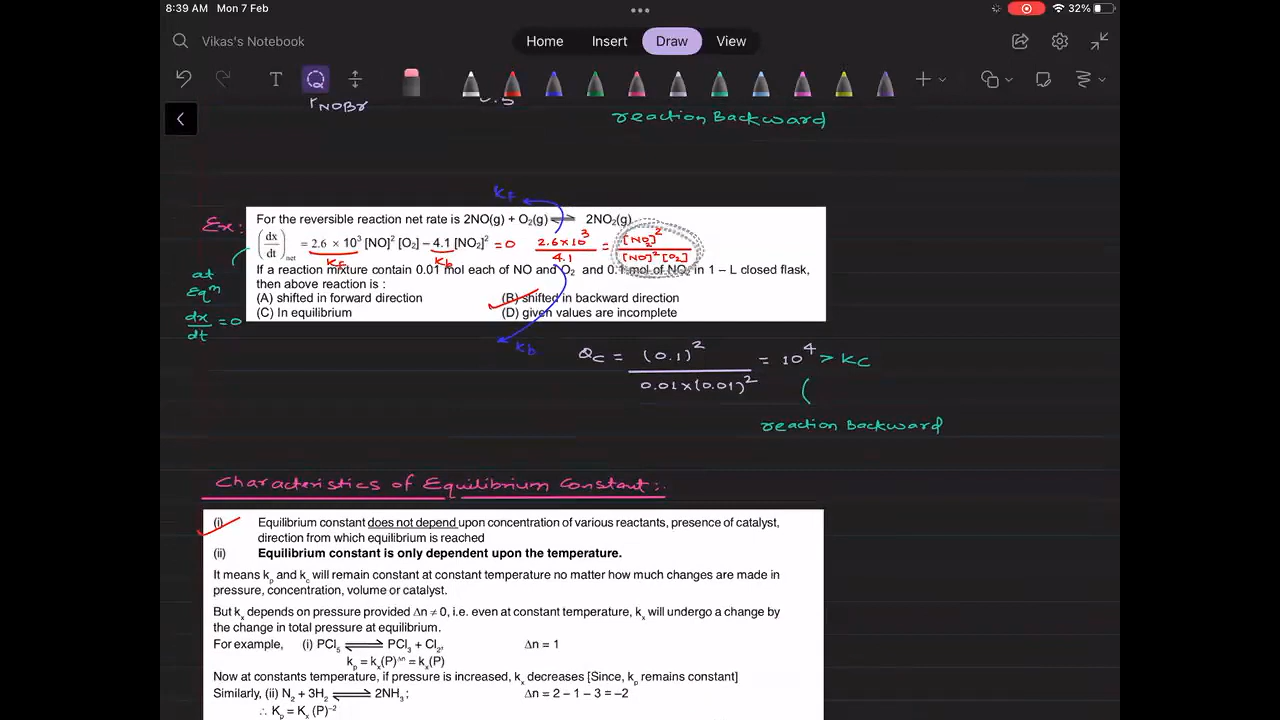 8:39 AM Mon 7 Feb
32%
Vikas's Notebook
Home Insert Draw View
T
reaction Backward
Kf
Ex: For the reversible reaction net rate is 2NO(g) + O₂(g) ⇌ 2NO₂(g)
(dx/dt)net = 2.6 × 10³ [NO]² [O₂] – 4.1 [NO₂]² = 0 2.6×10³/4.1 = [NO₂]²/[NO]²[O₂]
Kf Kb
If a reaction mixture contain 0.01 mol each of NO and O₂ and 0.1 mol of NO₂ in 1 – L closed flask,
then above reaction is :
(A) shifted in forward direction (B) shifted in backward direction
(C) In equilibrium (D) given values are incomplete
at
Eqᵐ
dx/dt = 0
Kb
Qc = (0.1)²/0.01×(0.01)² = 10⁴ > Kc
reaction Backward
Characteristics of Equilibrium Constant:.
(i) Equilibrium constant does not depend upon concentration of various reactants, presence of catalyst,
direction from which equilibrium is reached
(ii) Equilibrium constant is only dependent upon the temperature.
It means kp and kc will remain constant at constant temperature no matter how much changes are made in
pressure, concentration, volume or catalyst.
But kx depends on pressure provided Δn ≠ 0, i.e. even at constant temperature, kx will undergo a change by
the change in total pressure at equilibrium.
For example, (i) PCl₅ ⇌ PCl₃ + Cl₂, Δn = 1
kp = kx(P)^Δn = kx(P)
Now at constants temperature, if pressure is increased, kx decreases [Since, kp remains constant]
Similarly, (ii) N₂ + 3H₂ ⇌ 2NH₃ ; Δn = 2 – 1 – 3 = –2
∴ Kp = Kx (P)⁻²